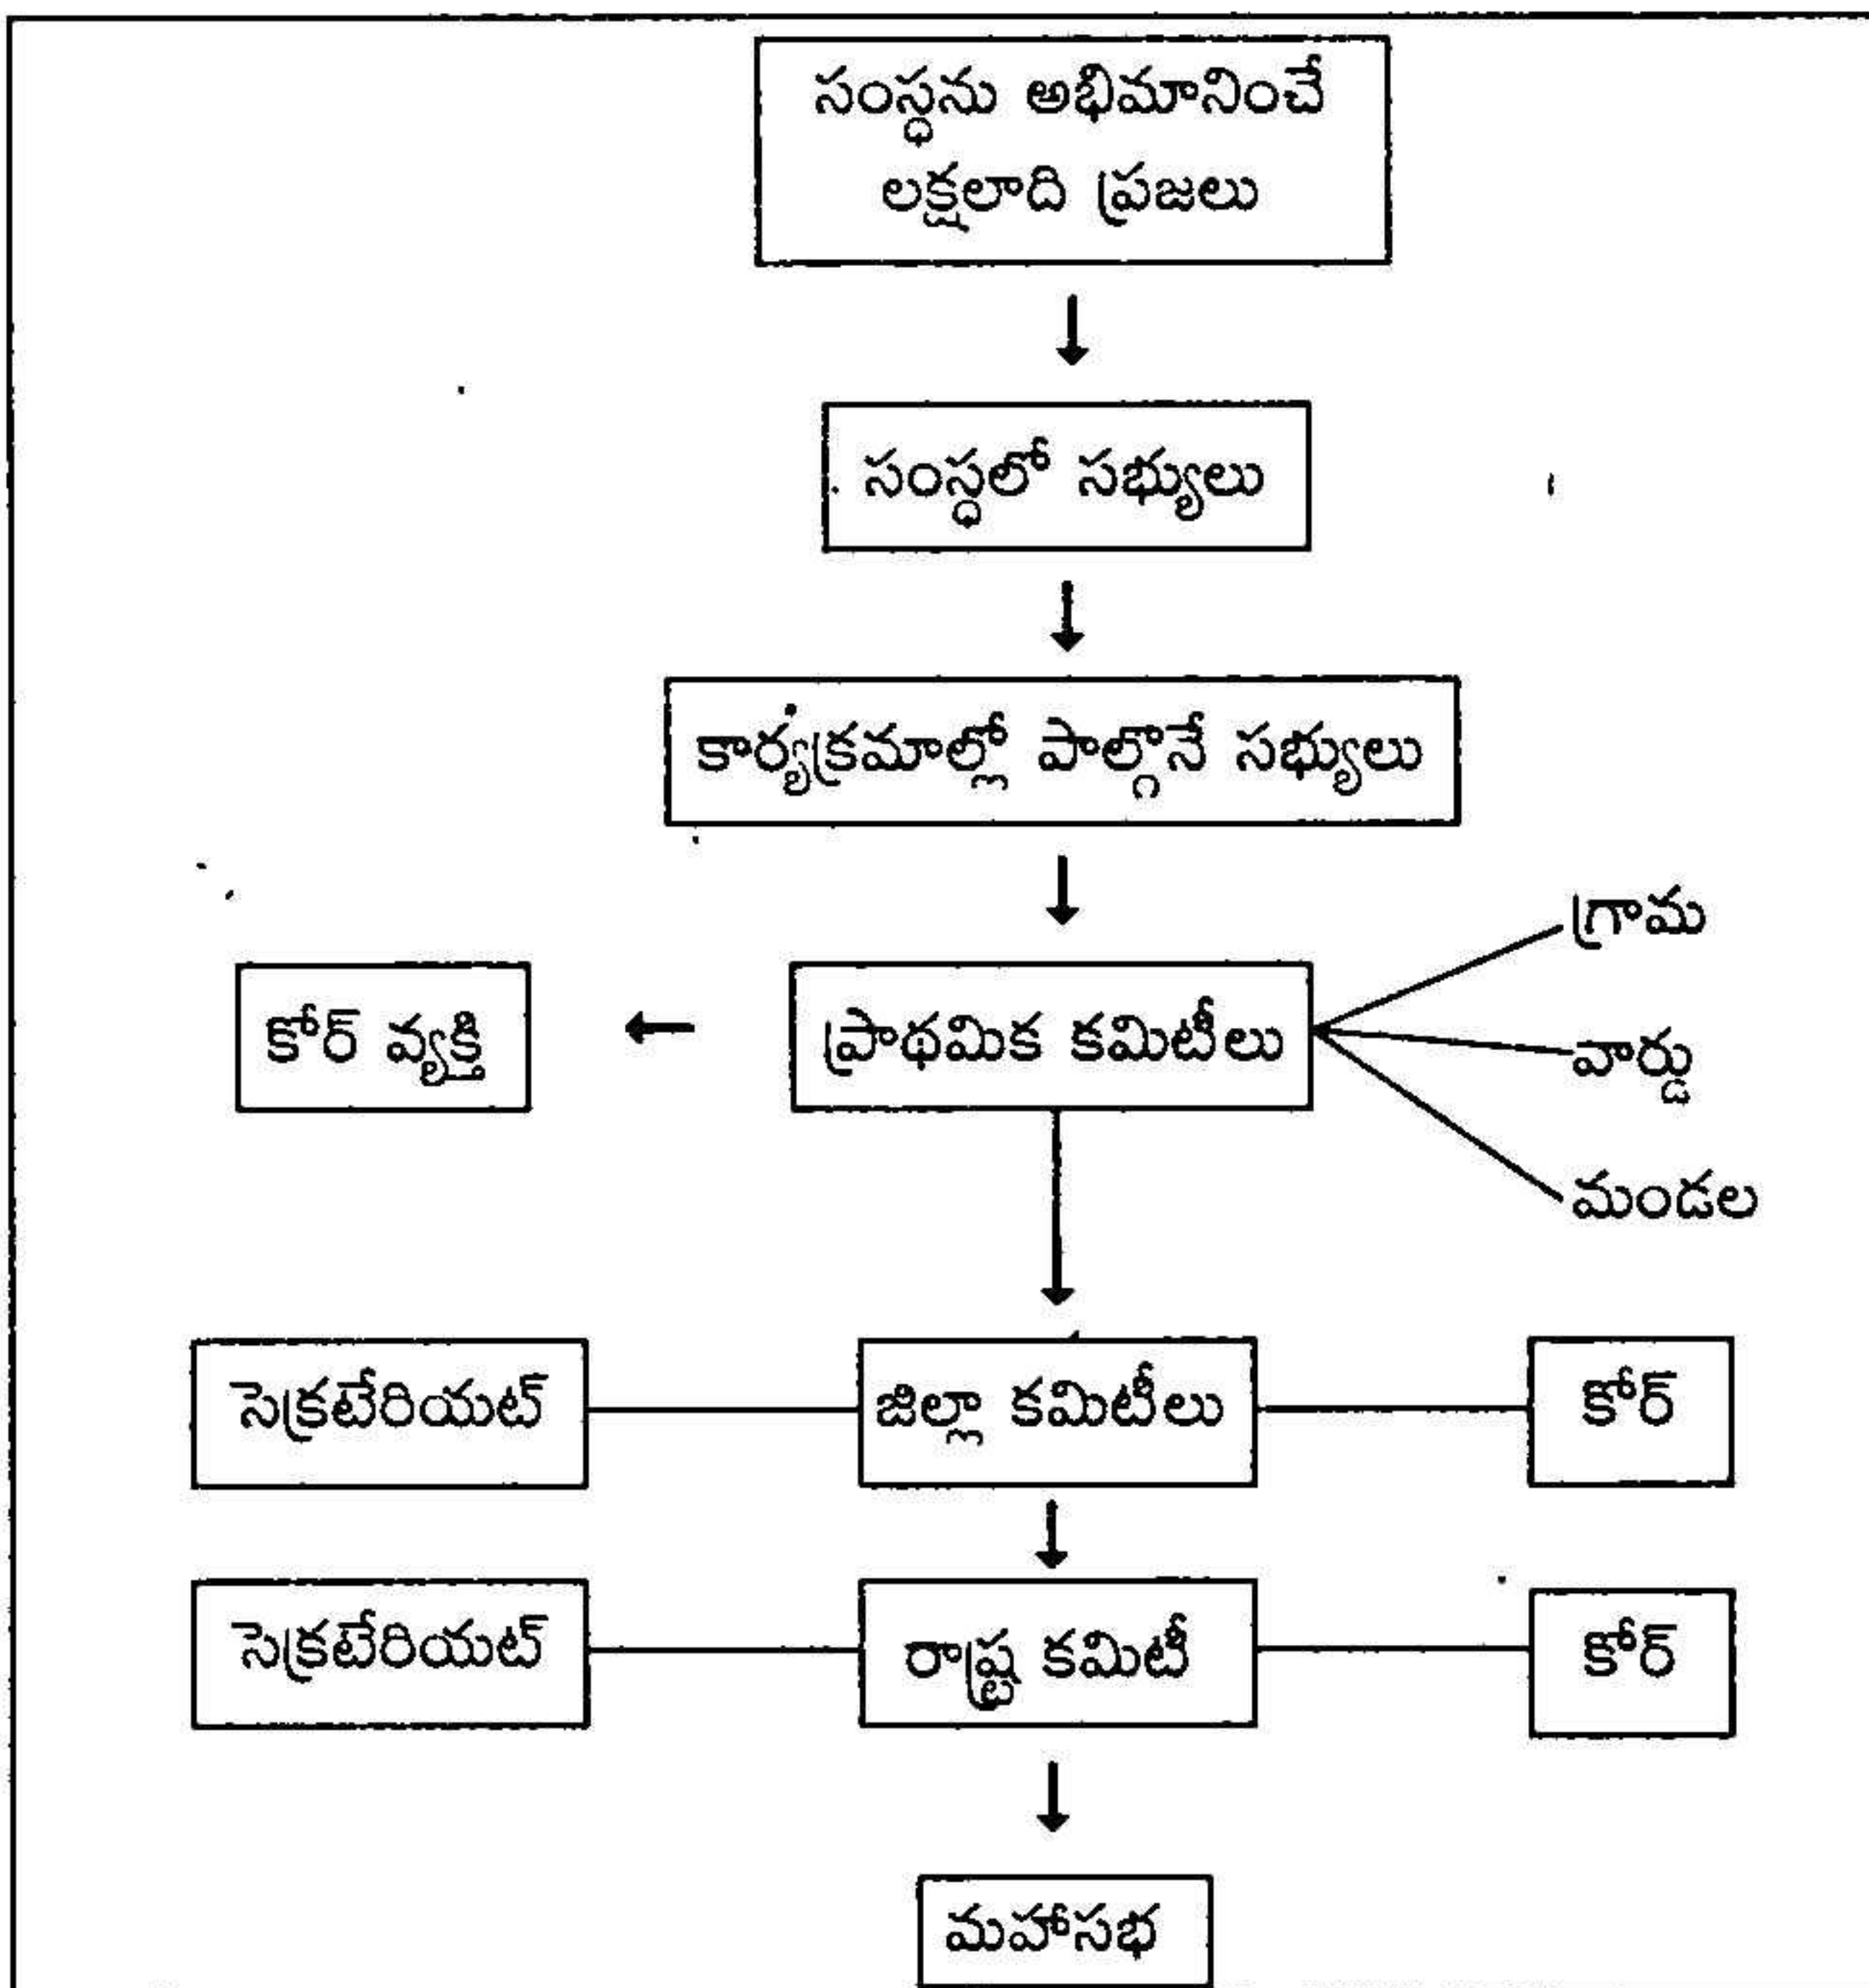 సంస్థను అభిమానించే
లక్షలాది ప్రజలు
సంస్థలో సభ్యులు
కార్యక్రమాల్లో పాల్గొనే సభ్యులు
గ్రామ
కోర్ వ్యక్తి
ప్రాథమిక కమిటీలు
వార్డు
మండల
సెక్రటేరియట్
జిల్లా కమిటీలు
కోర్
సెక్రటేరియట్
రాష్ట్ర కమిటీ
కోర్
మహాసభ